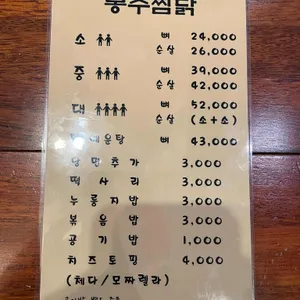 봉추찜닭
소 뼈 24,000
순살 26,000
중 뼈 39,000
순살 42,000
대 뼈 52,000
순살 (소+소)
매운탕 43,000
당면추가 3,000
떡사리 3,000
누룽지밥 3,000
볶음밥 3,000
공기밥 1,000
치즈토핑 4,000
(체다/모짜렐라)